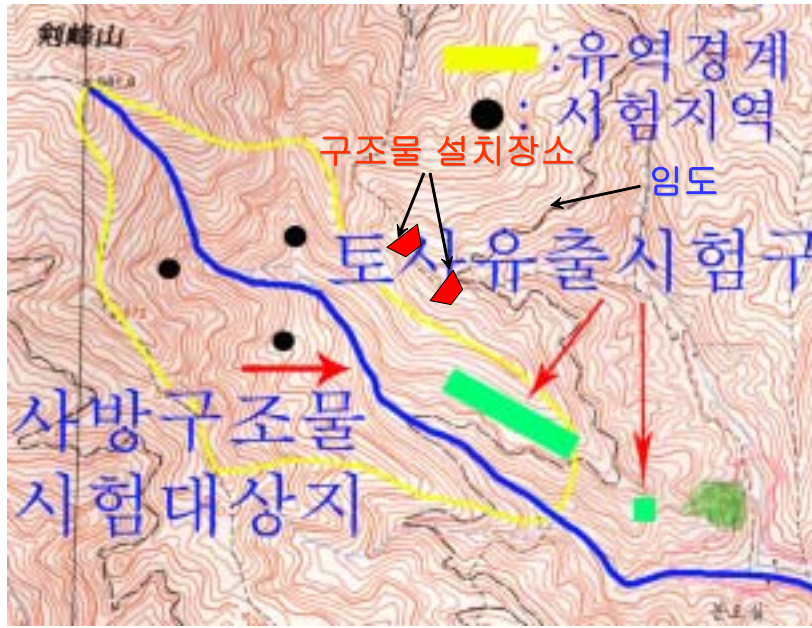 剣峰山
:유역경계
: 시험지역
구조물 설치장소
임도
토사유출시험구
사방구조물
시험대상지